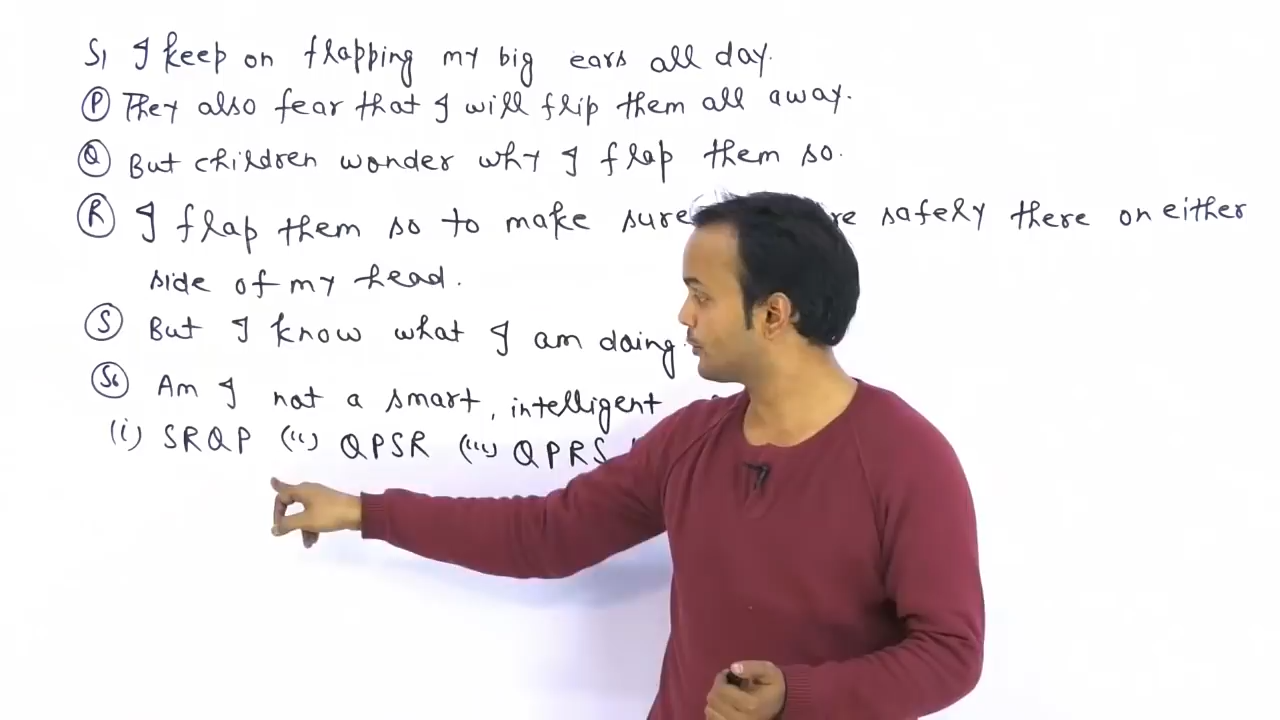 S1 I keep on flapping my big ears all day.
(P) They also fear that I will flip them all away.
(Q) But children wonder why I flap them so.
(R) I flap them so to make sure safely there on either
side of my head.
(S) But I know what I am doing.
(S6) Am I not a smart, intelligent
(i) SRQP (ii) QPSR (iii) QPRS